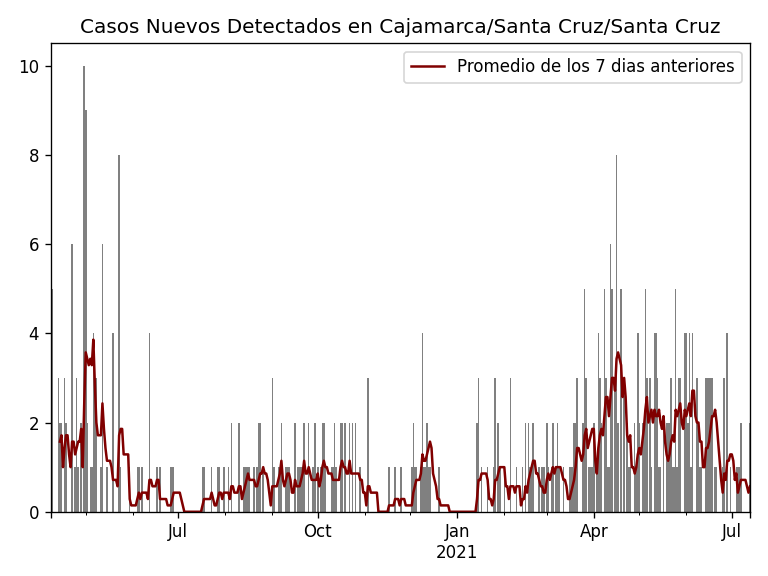 Casos Nuevos Detectados en Cajamarca/Santa Cruz/Santa Cruz
Promedio de los 7 dias anteriores
10
8
6
4
2
0
Jul
Oct
Jan
2021
Apr
Jul